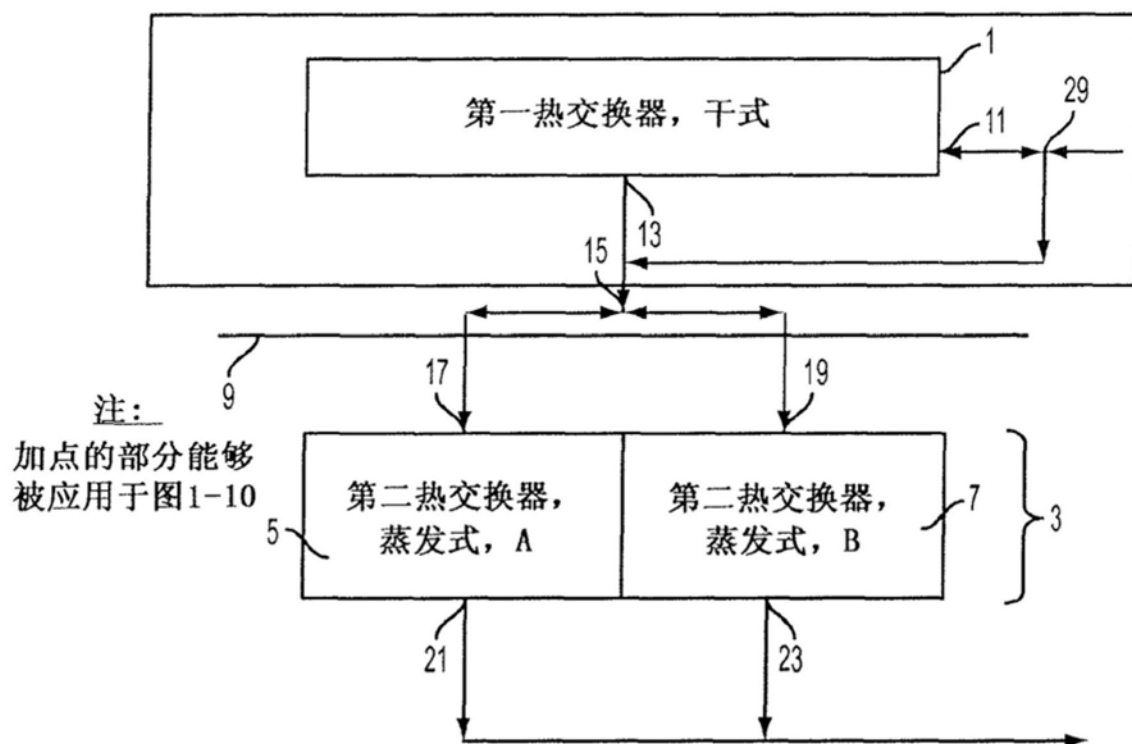 1
第一热交换器，干式
29
11
13
15
9
17
19
注：
加点的部分能够
被应用于图1-10
第二热交换器，
蒸发式，A
5
第二热交换器，
蒸发式，B
7
3
21
23